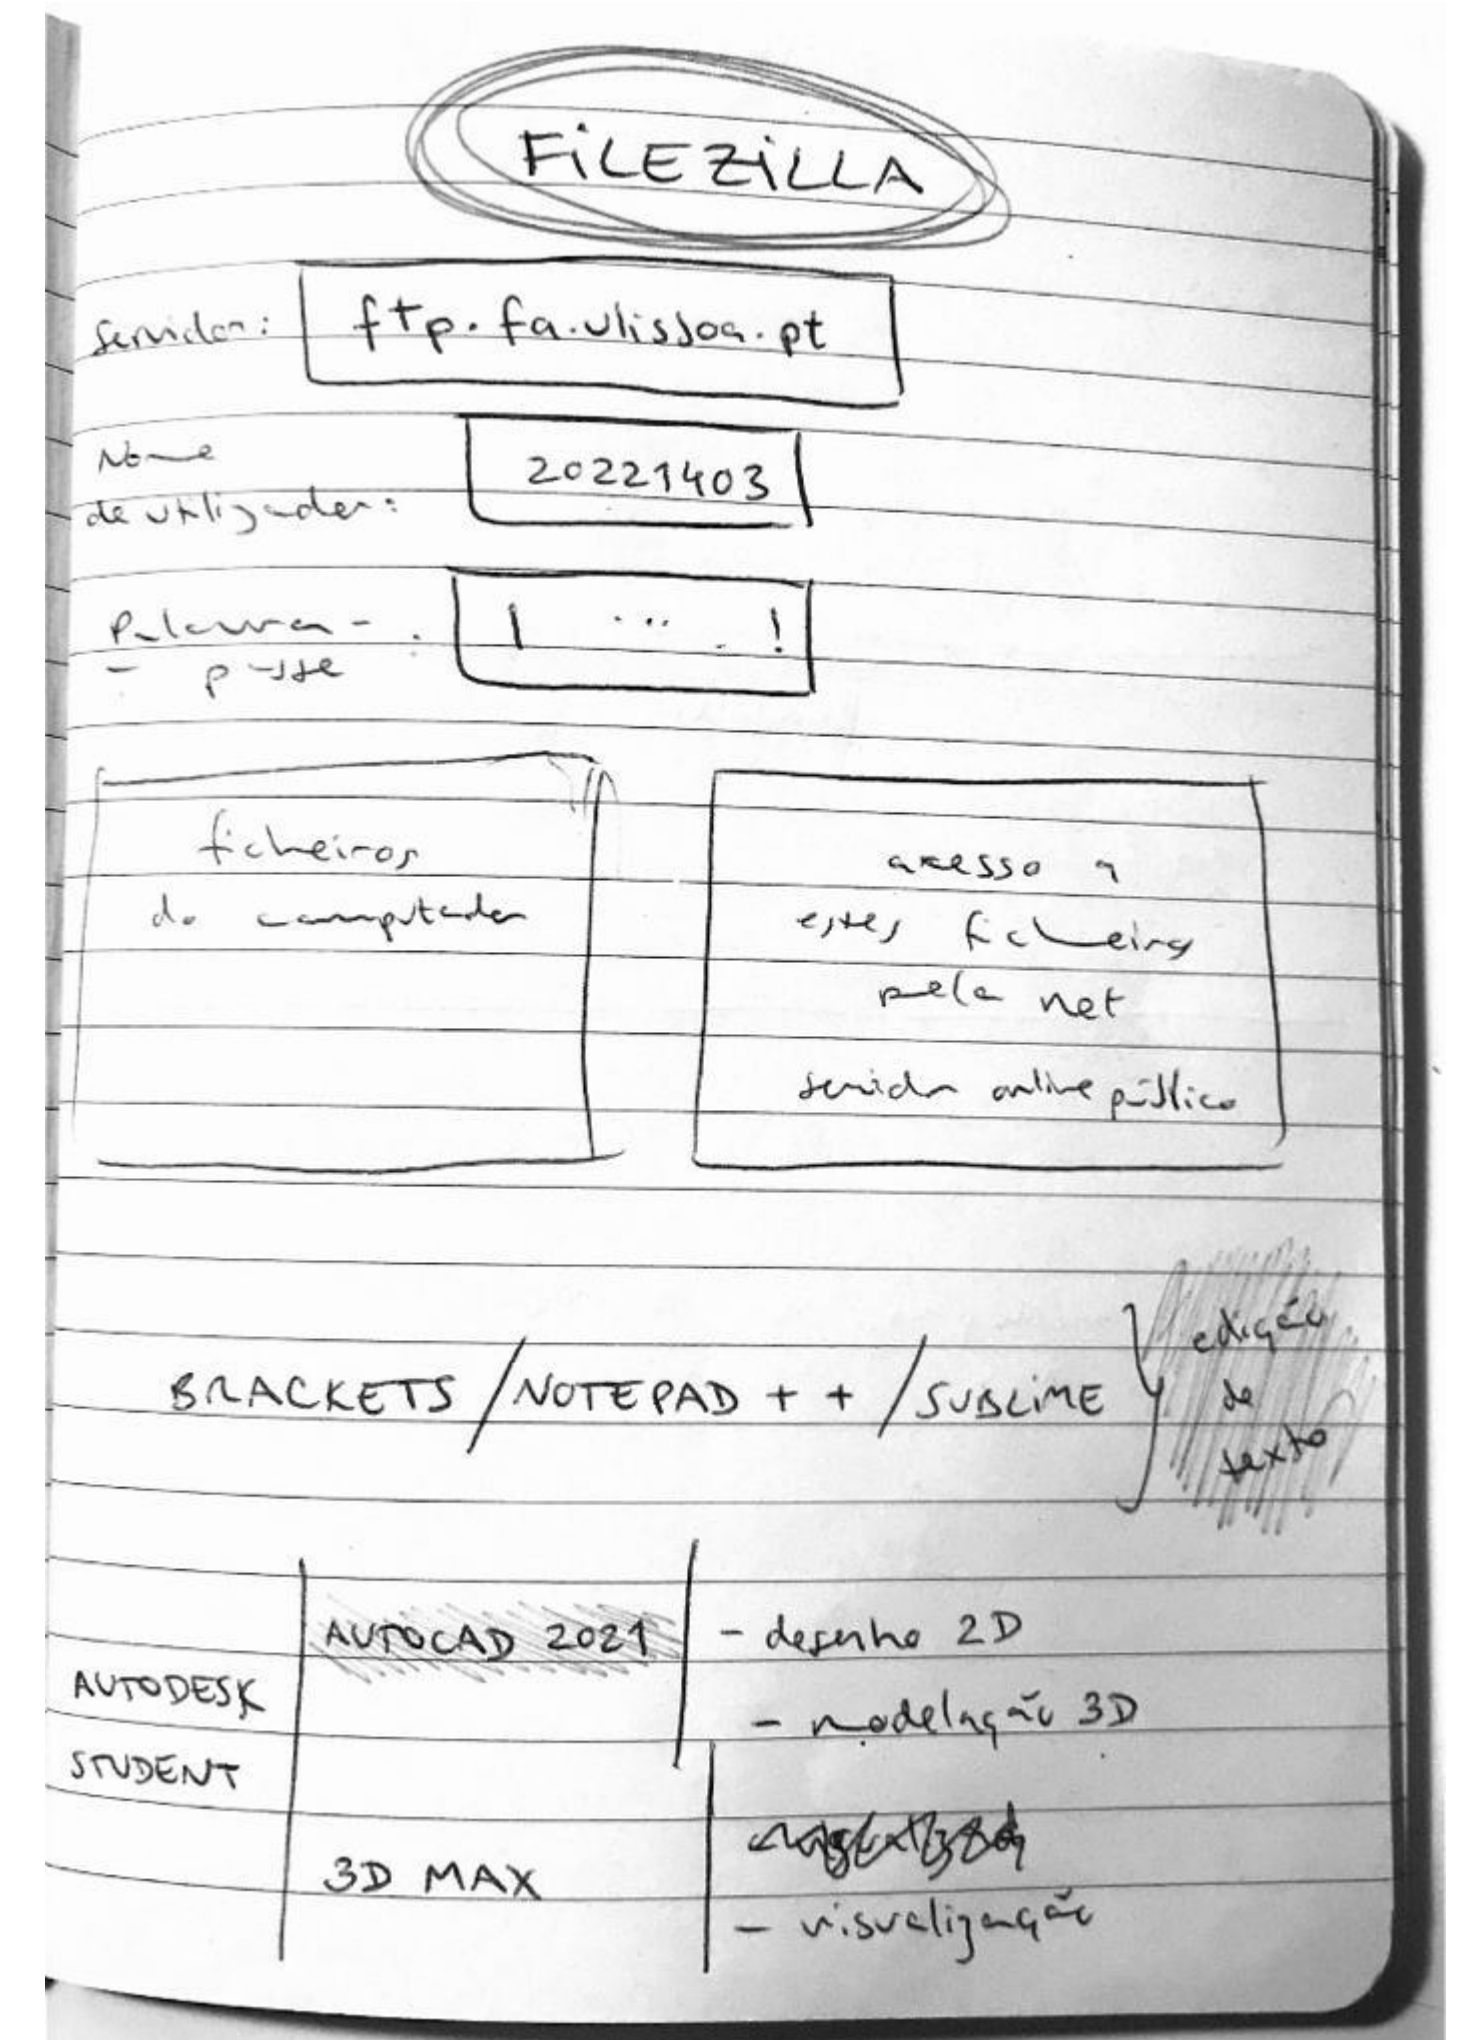 FiLEZiLLA
Servidor: ftp.fa.ulisboa.pt
Nome
de utilizador: 20221403
Palavra-
- passe : | ... . !
ficheiros
do computador
acesso a
estes ficheiros
pela net
servidor online público
BRACKETS / NOTEPAD + + / SUBLiME } edição
de
texto
AUTODESK
STUDENT
AUTOCAD 2021
- desenho 2D
- modelação 3D
3D MAX
- visualização